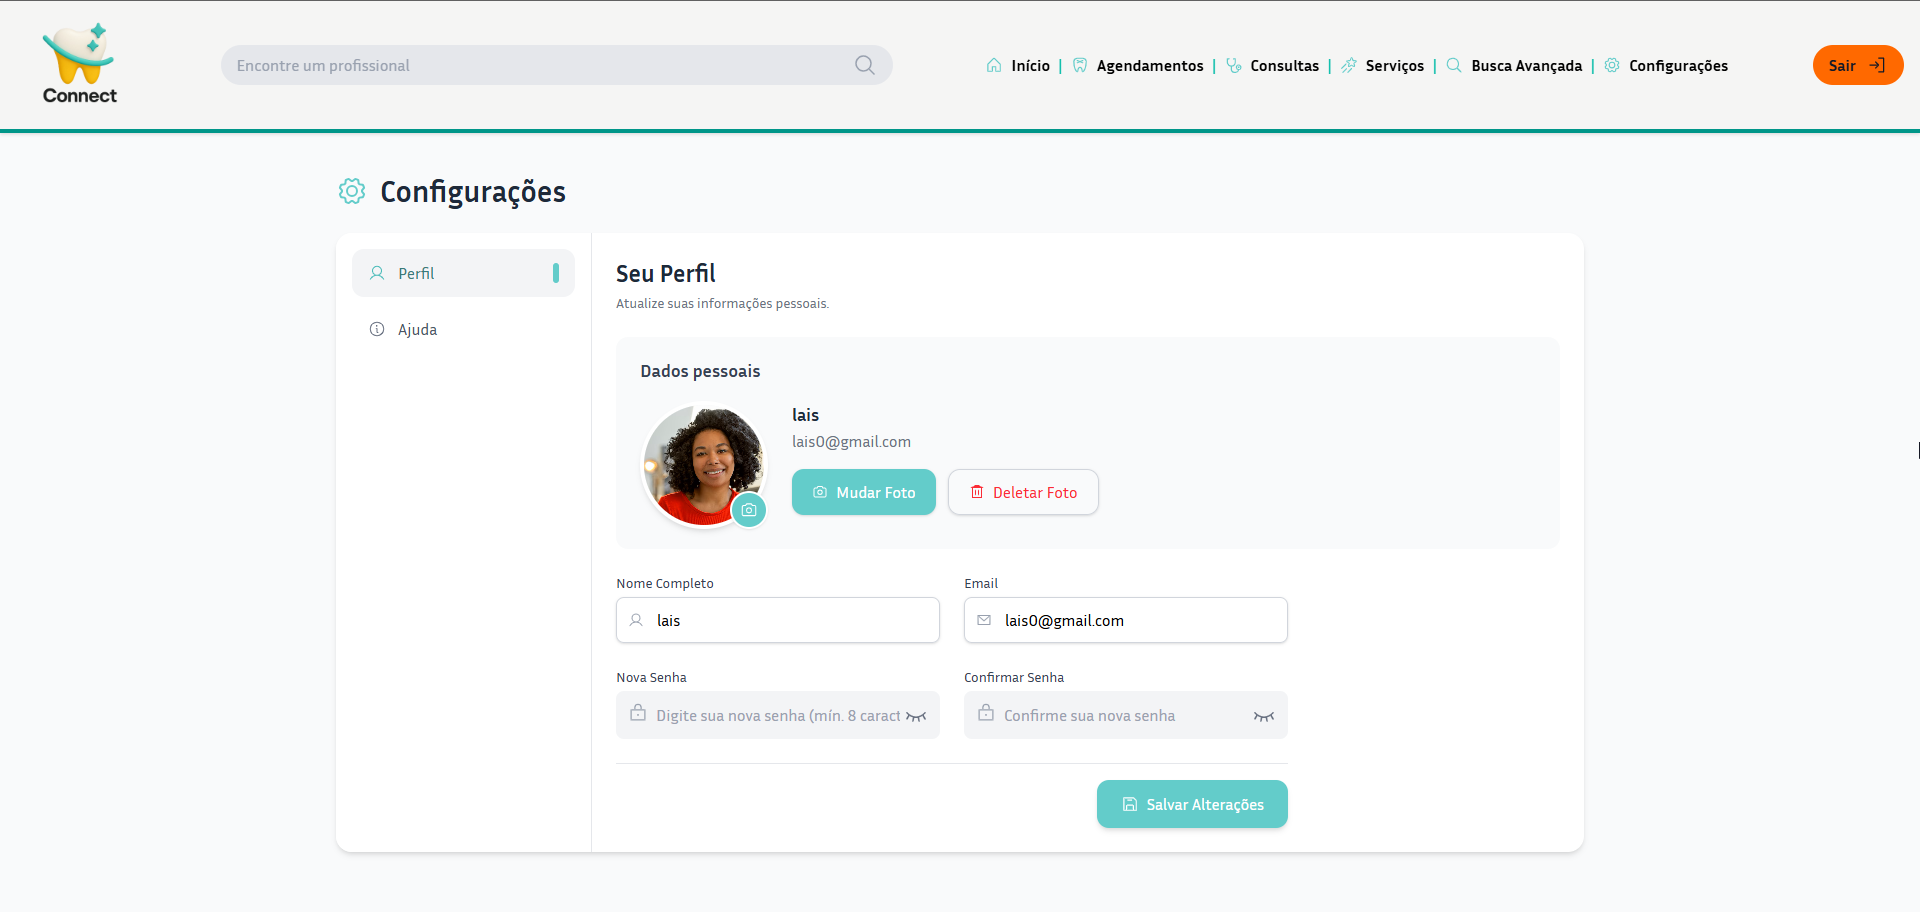 Connect
Encontre um profissional
Início | Agendamentos | Consultas | Serviços | Busca Avançada | Configurações
Sair
Configurações
Perfil
Ajuda
Seu Perfil
Atualize suas informações pessoais.
Dados pessoais
lais
lais0@gmail.com
Mudar Foto
Deletar Foto
Nome Completo
Email
lais
lais0@gmail.com
Nova Senha
Confirmar Senha
Digite sua nova senha (mín. 8 caract
Confirme sua nova senha
Salvar Alterações